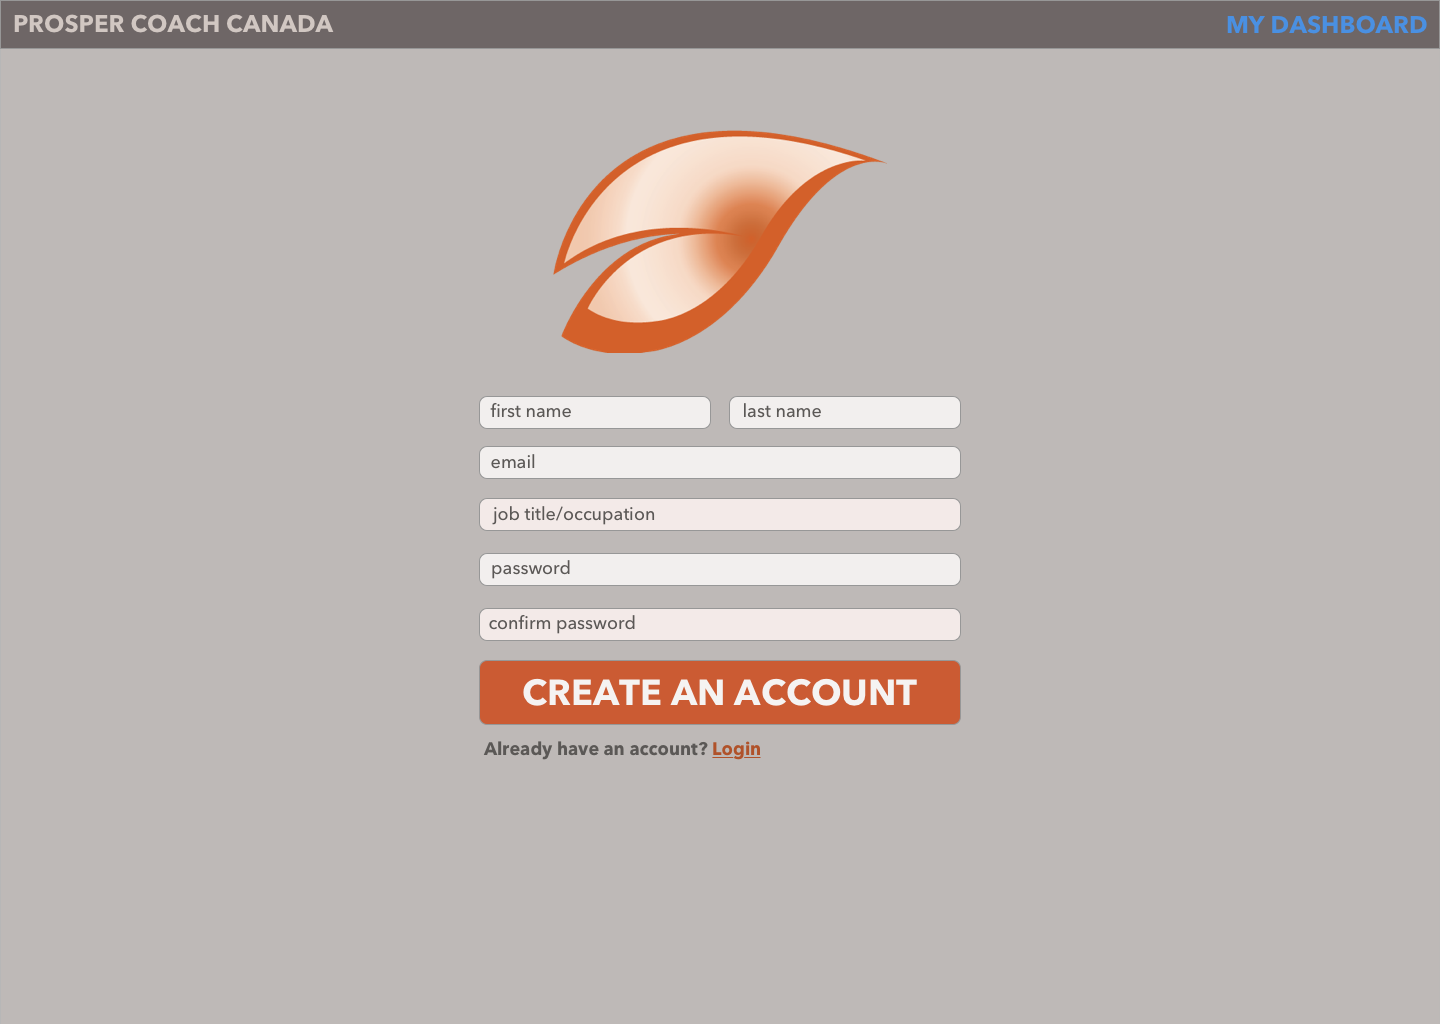 PROSPER COACH CANADA
MY DASHBOARD
first name
last name
email
job title/occupation
password
confirm password
CREATE AN ACCOUNT
Already have an account? Login